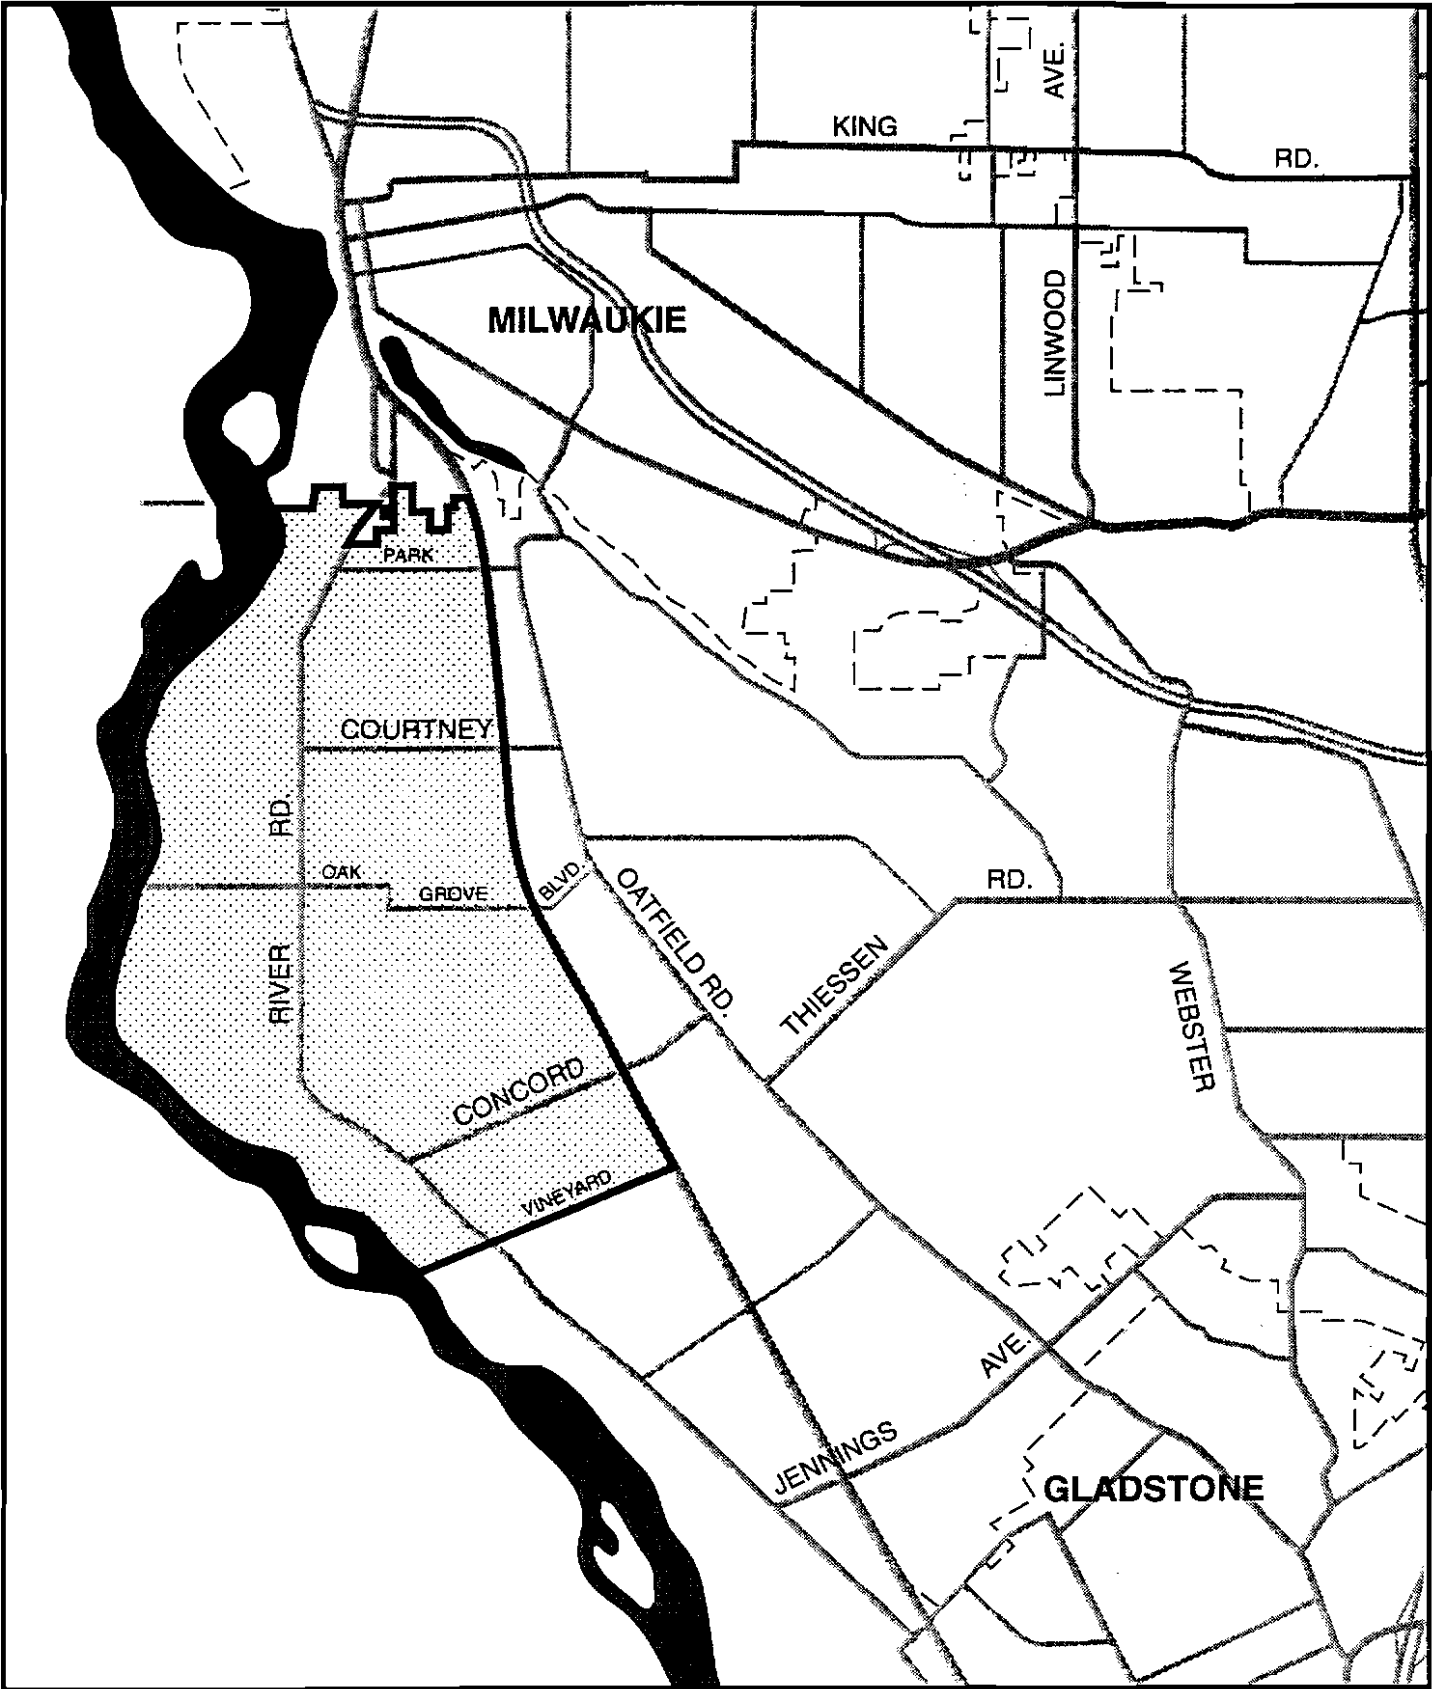 AVE.
KING
RD.
LINWOOD
MILWAUKIE
PARK
COURTNEY
RD.
OAK
GROVE
BLVD.
OATFIELD RD.
RD.
RIVER
THIESSEN
WEBSTER
CONCORD
VINEYARD
AVE.
JENNINGS
GLADSTONE